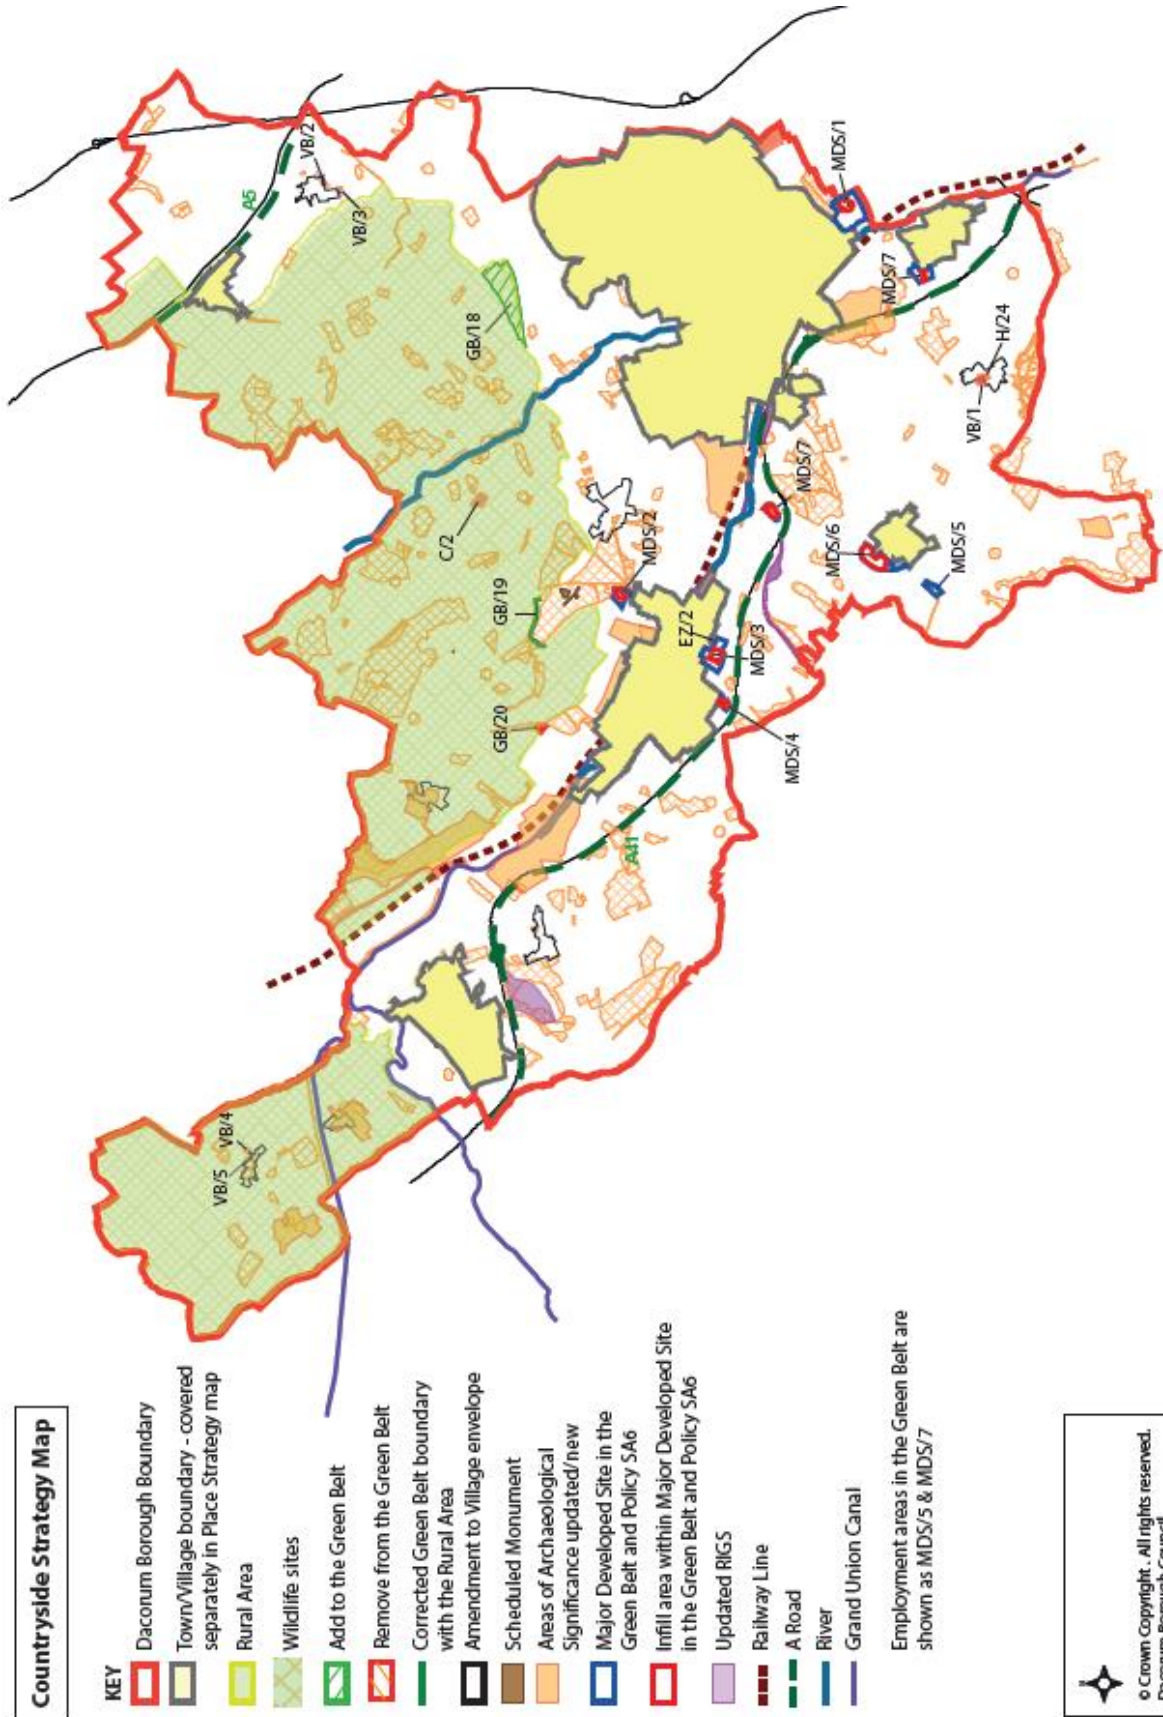 Countryside Strategy Map
KEY
Dacorum Borough Boundary
Town/Village boundary - covered
separately in Place Strategy map
Rural Area
Wildlife sites
Add to the Green Belt
Remove from the Green Belt
Corrected Green Belt boundary
with the Rural Area
Amendment to Village envelope
Scheduled Monument
Areas of Archaeological
Significance updated/new
Major Developed Site in the
Green Belt and Policy SA6
Infill area within Major Developed Site
in the Green Belt and Policy SA6
Updated RIGS
Railway Line
A Road
River
Grand Union Canal
Employment areas in the Green Belt are
shown as MDS/5 & MDS/7
VB/5
VB/4
A41
GB/20
GB/19
C/2
GB/18
A5
VB/3
VB/2
MDS/2
EZ/2
MDS/3
MDS/4
MDS/7
MDS/6
MDS/5
VB/1
H/24
MDS/7
MDS/1
© Crown Copyright. All rights reserved.
Dacorum Borough Council